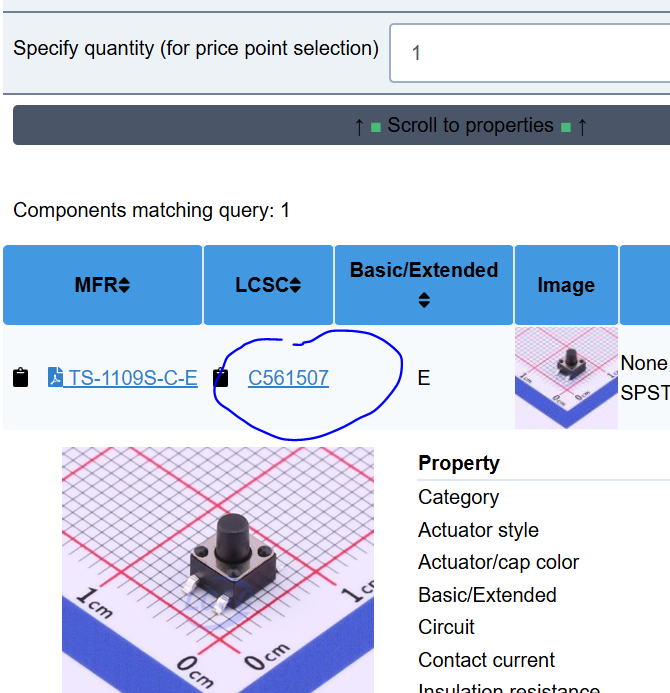 Specify quantity (for price point selection) 1
↑ ■ Scroll to properties ■ ↑
Components matching query: 1
MFR LCSC Basic/Extended Image
TS-1109S-C-E C561507 E None
SPST
Property
Category
Actuator style
Actuator/cap color
Basic/Extended
Circuit
Contact current
Insulation resistance
1cm
1c
0cm
0cm